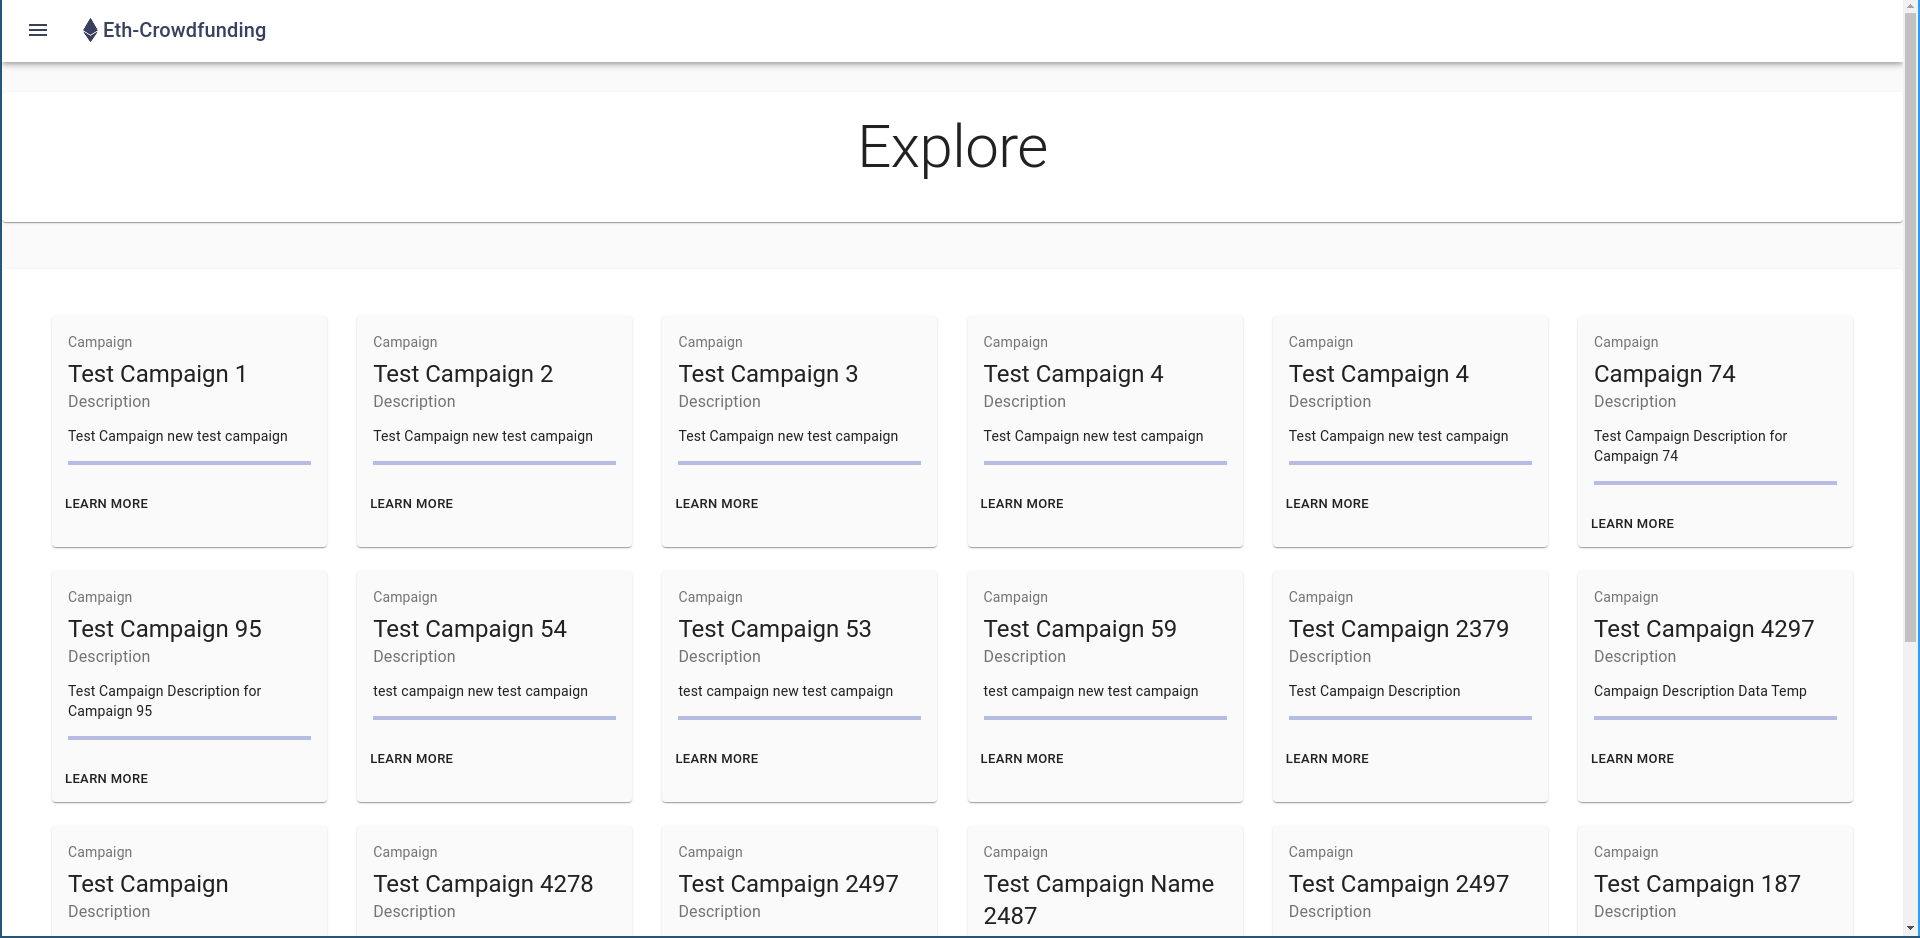 Eth-Crowdfunding
Explore
Campaign
Test Campaign 1
Description
Test Campaign new test campaign
LEARN MORE
Campaign
Test Campaign 2
Description
Test Campaign new test campaign
LEARN MORE
Campaign
Test Campaign 3
Description
Test Campaign new test campaign
LEARN MORE
Campaign
Test Campaign 4
Description
Test Campaign new test campaign
LEARN MORE
Campaign
Test Campaign 4
Description
Test Campaign new test campaign
LEARN MORE
Campaign
Campaign 74
Description
Test Campaign Description for
Campaign 74
LEARN MORE
Campaign
Test Campaign 95
Description
Test Campaign Description for
Campaign 95
LEARN MORE
Campaign
Test Campaign 54
Description
test campaign new test campaign
LEARN MORE
Campaign
Test Campaign 53
Description
test campaign new test campaign
LEARN MORE
Campaign
Test Campaign 59
Description
test campaign new test campaign
LEARN MORE
Campaign
Test Campaign 2379
Description
Test Campaign Description
LEARN MORE
Campaign
Test Campaign 4297
Description
Campaign Description Data Temp
LEARN MORE
Campaign
Test Campaign
Description
Campaign
Test Campaign 4278
Description
Campaign
Test Campaign 2497
Description
Campaign
Test Campaign Name
2487
Campaign
Test Campaign 2497
Description
Campaign
Test Campaign 187
Description